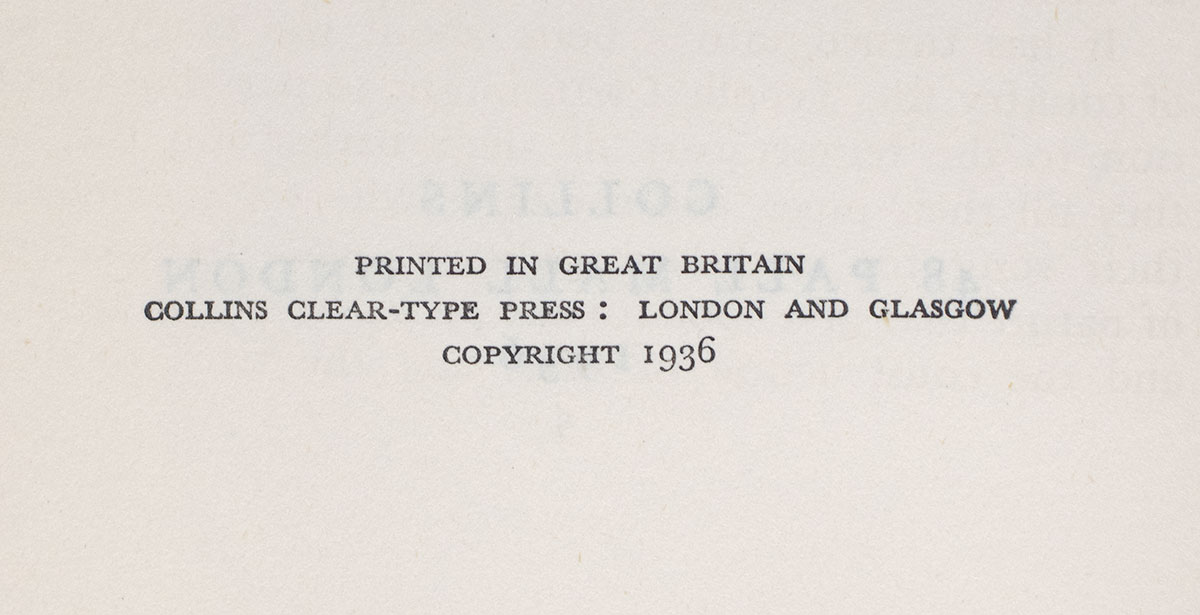 PRINTED IN GREAT BRITAIN
COLLINS CLEAR-TYPE PRESS : LONDON AND GLASGOW
COPYRIGHT 1936